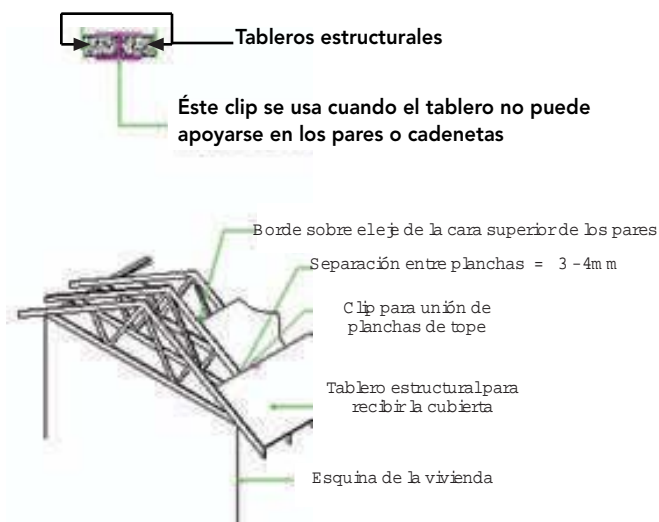 Tableros estructurales
Éste clip se usa cuando el tablero no puede
apoyarse en los pares o cadenetas
Borde sobre el eje de la cara superior de los pares
Separación entre planchas = 3 - 4mm
Clip para unión de
planchas de tope
Tablero estructural para
recibir la cubierta
Esquina de la vivienda